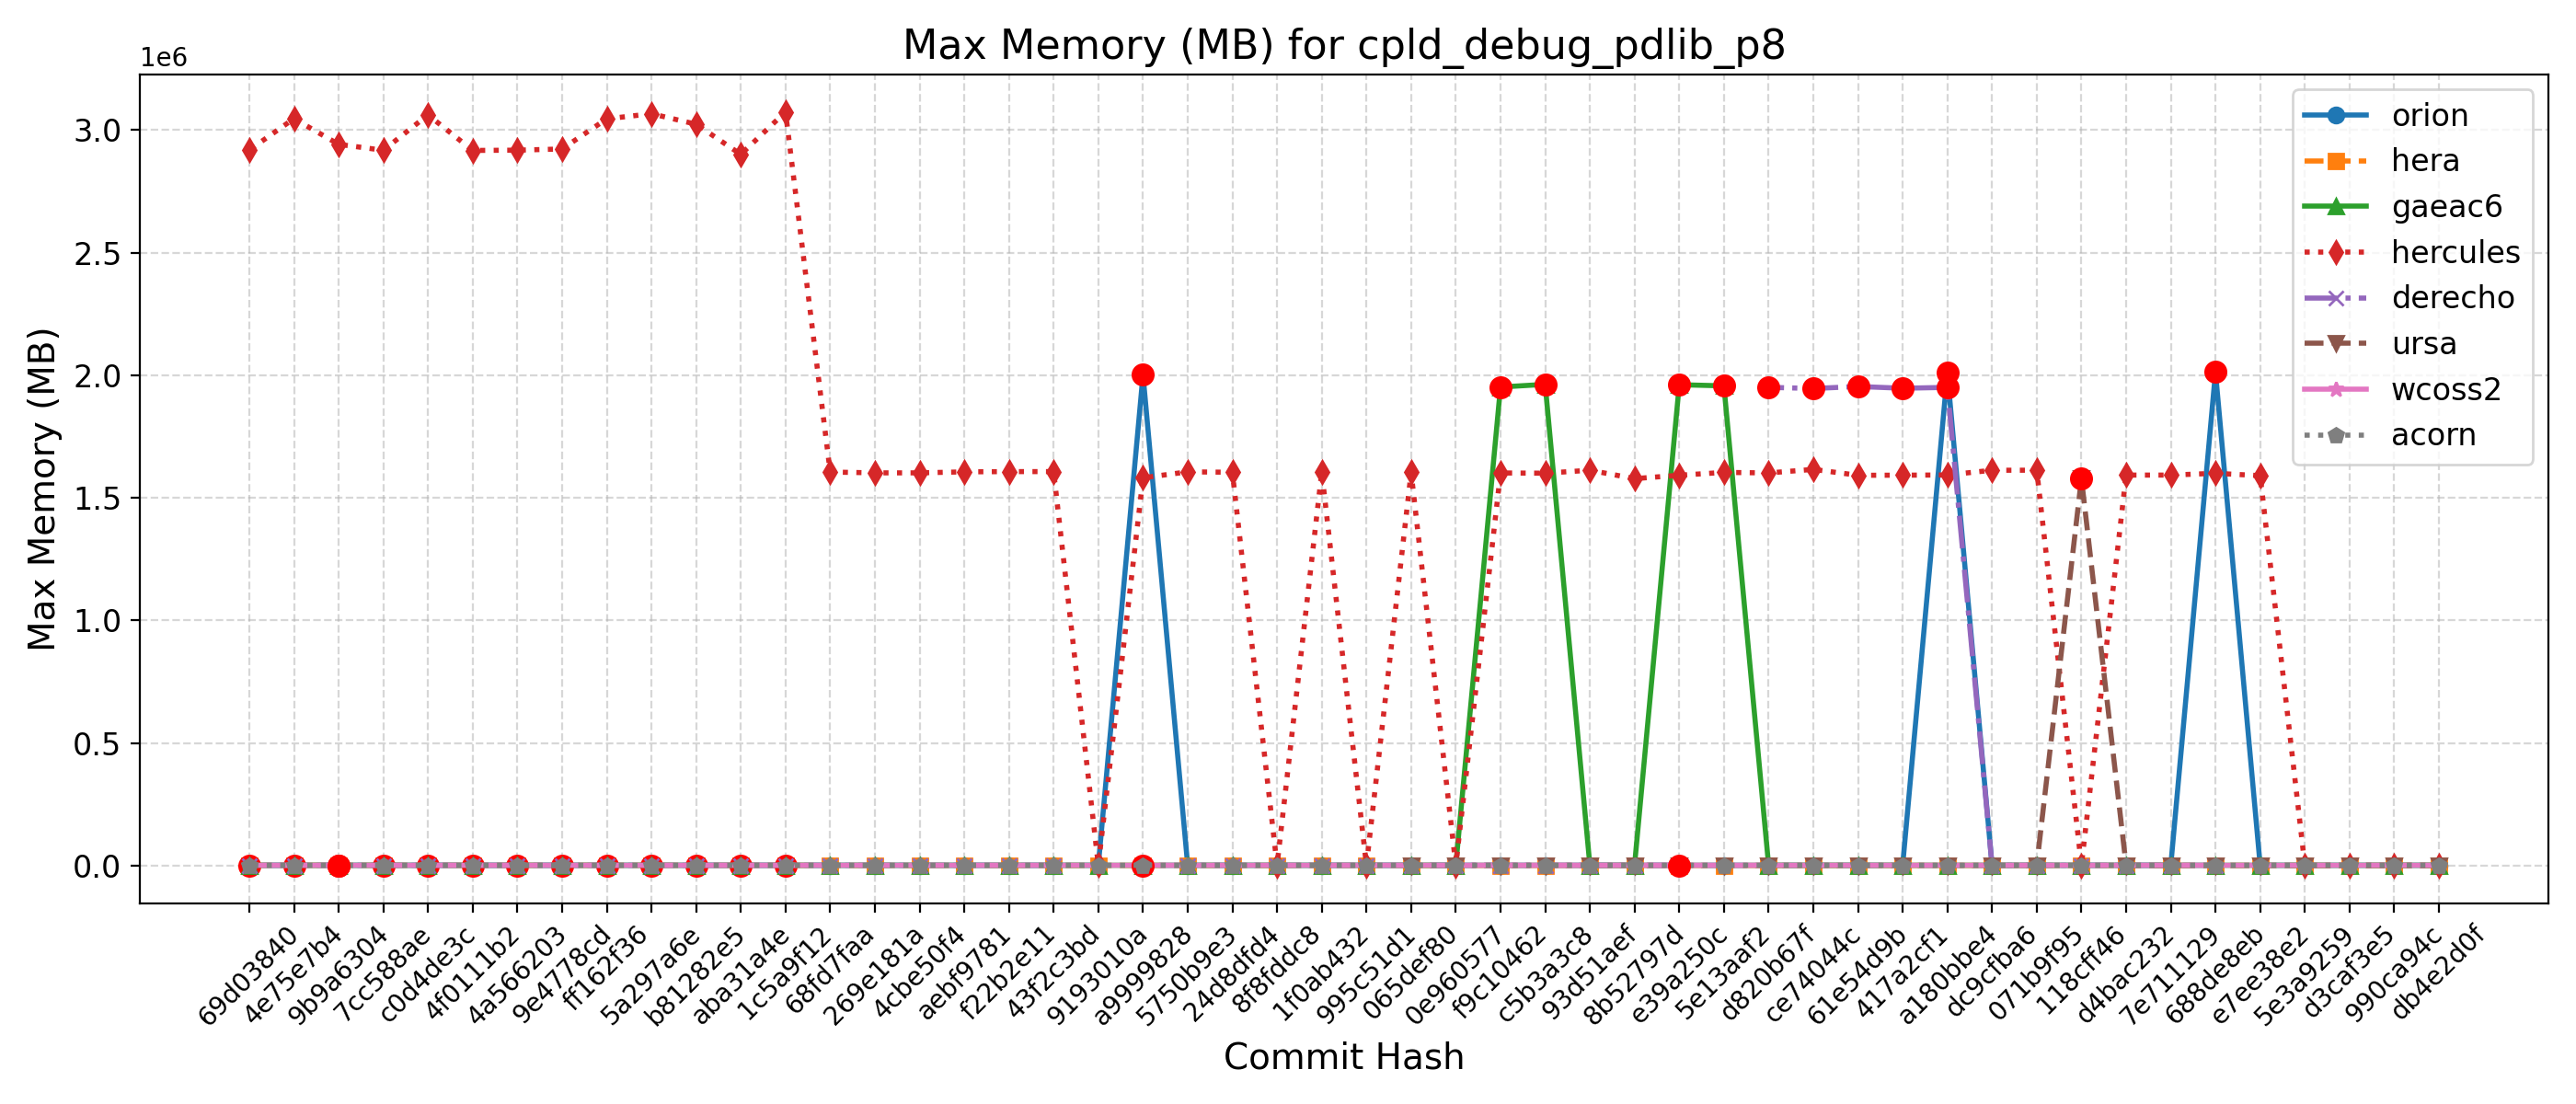 Max Memory (MB) for cpld_debug_pdlib_p8
1e6
3.0
2.5
2.0
1.5
1.0
0.5
0.0
Max Memory (MB)
orion
hera
gaeac6
hercules
derecho
ursa
wcoss2
acorn
69d03840
4e75e7b4
9b9a6304
7cc588ae
c0d4de3c
4f0111b2
4a566203
9e4778cd
ff162f36
5a297a6e
b81282e5
aba31a4e
1c5a9f12
68fd7faa
269e181a
4cbe50f4
aebf9781
f22b2e11
43f2c3bd
9193010a
a9999828
5750b9e3
24d8dfd4
8f8fddc8
1f0ab432
995c51d1
065def80
0e960577
f9c10462
c5b3a3c8
93d51aef
8b52797d
e39a250c
5e13aaf2
d820b67f
ce74044c
61e54d9b
417a2cf1
a180bbe4
dc9cfba6
071b9f95
118cff46
d4bac232
7e711129
688de8eb
e7ee38e2
5e3a9259
d3caf3e5
990ca94c
db4e2d0f
Commit Hash